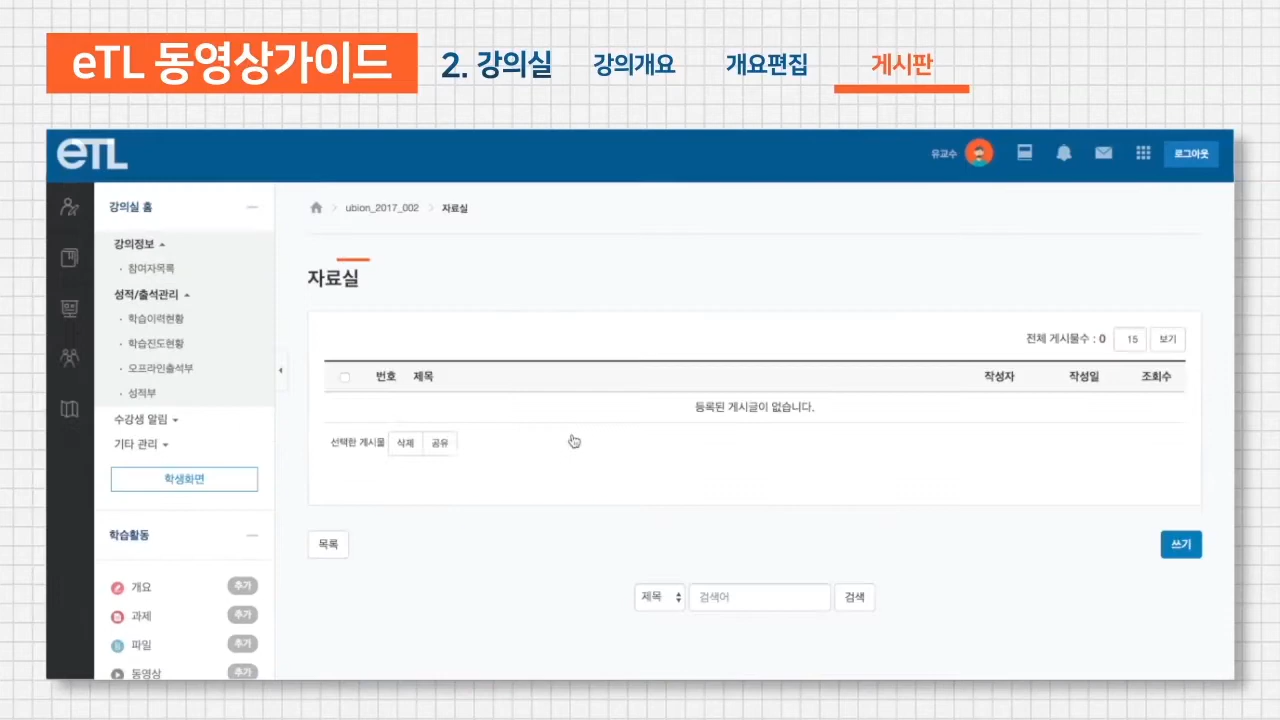 eTL 동영상가이드
2. 강의실
강의개요
개요편집
게시판
eTL
유교수
로그아웃
강의실 홈
강의정보
참여자목록
성적/출석관리
학습이력현황
학습진도현황
오프라인출석부
성적부
수강생 알림
기타 관리
학생화면
학습활동
개요 추가
과제 추가
파일 추가
동영상 추가
ubion_2017_002 자료실
자료실
전체 게시물수 : 0 15 보기
번호 제목 작성자 작성일 조회수
등록된 게시글이 없습니다.
선택한 게시물 삭제 공유
목록 쓰기
제목 검색어 검색